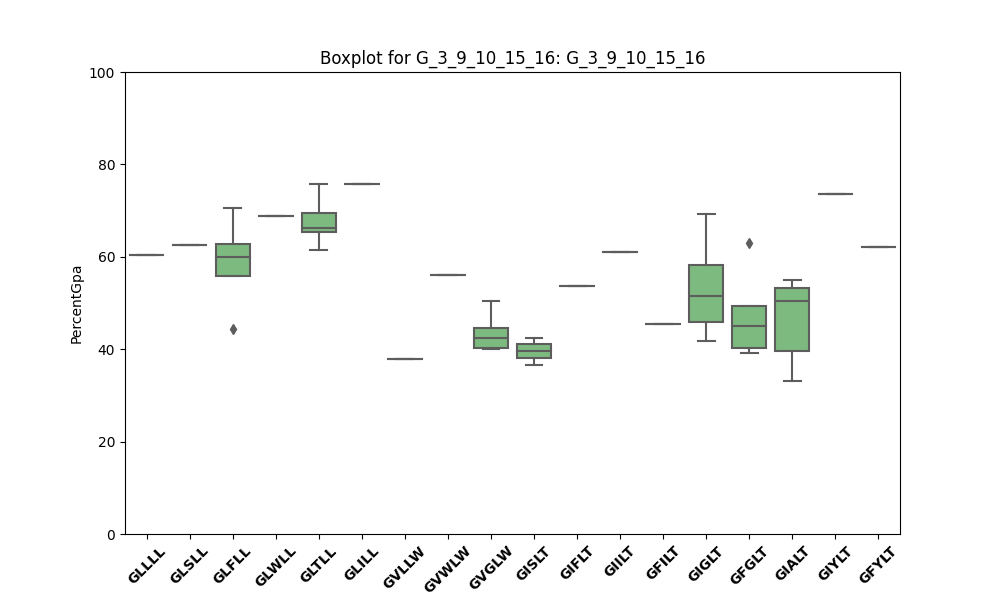 Boxplot for G_3_9_10_15_16: G_3_9_10_15_16
PercentGpa
100
80
60
40
20
0
GLLLL
GLSLL
GLFLL
GLWLL
GLTLL
GLILL
GVLLW
GVWLW
GVGLW
GISLT
GIFLT
GIILT
GFILT
GIGLT
GFGLT
GIALT
GIYLT
GFYLT